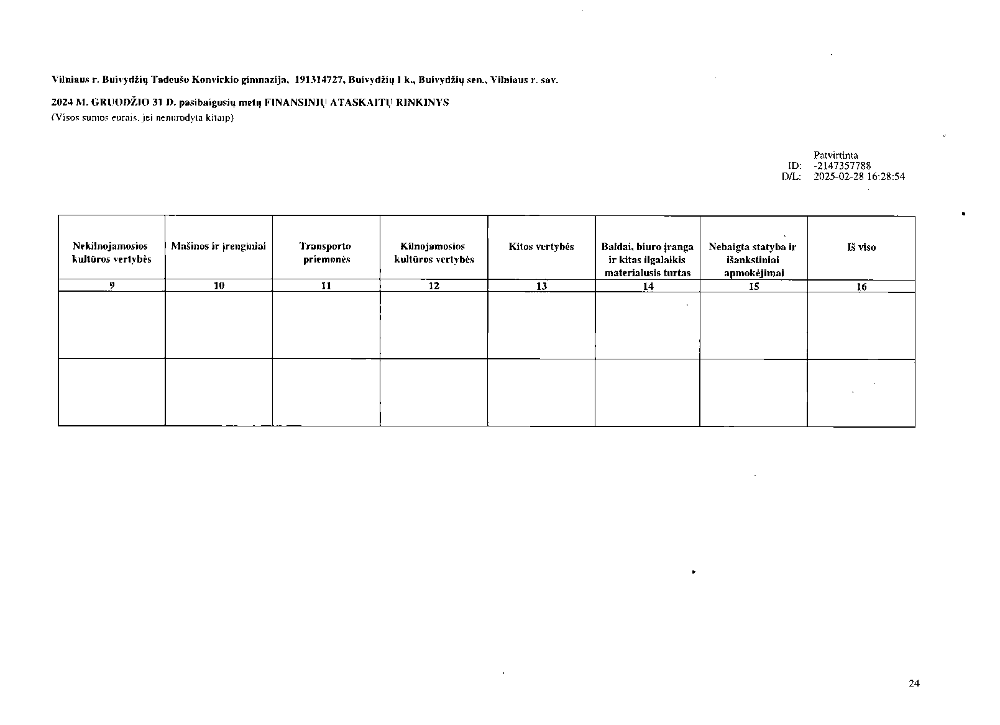 Vilniaus r. Buivydžių Tadeušo Konvickio gimnazija, 191314727, Buivydžių 1 k., Buivydžių sen., Vilniaus r. sav.
2024 M. GRUODŽIO 31 D. pasibaigusių metų FINANSINIŲ ATASKAITŲ RINKINYS
(Visos sumos eurais, jei nenurodyta kitaip)
Patvirtinta
ID: -2147357788
D/L: 2025-02-28 16:28:54
Nekilnojamosios kultūros vertybės
Mašinos ir įrenginiai
Transporto priemonės
Kilnojamosios kultūros vertybės
Kitos vertybės
Baldai, biuro įranga ir kitas ilgalaikis materialusis turtas
Nebaigta statyba ir išankstiniai apmokėjimai
Iš viso
9 10 11 12 13 14 15 16
24